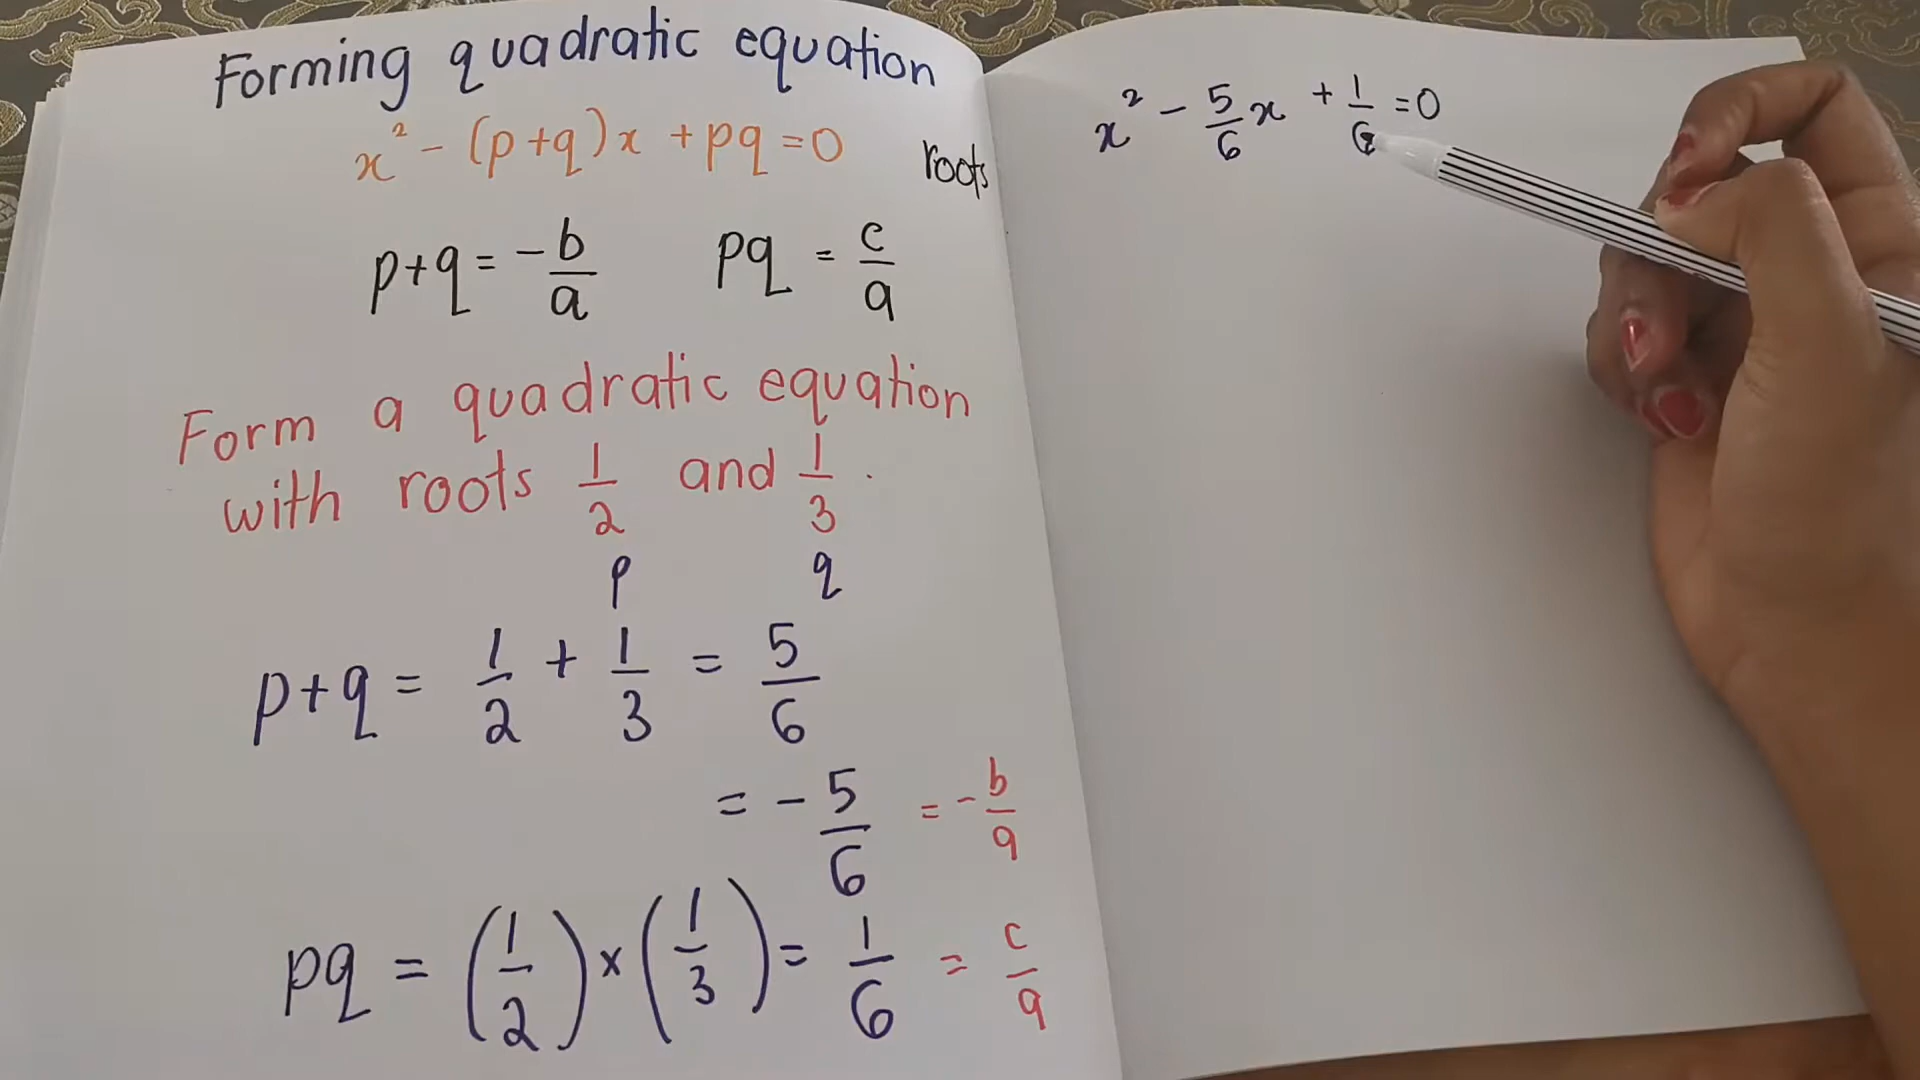 Forming quadratic equation
x² - (p+q)x + pq = 0
roots
p+q = -b/a pq = c/a
Form a quadratic equation
with roots 1/2 and 1/3.
p q
p+q = 1/2 + 1/3 = 5/6
= -5/6 = -b/a
pq = (1/2) × (1/3) = 1/6 = c/a
x² - 5/6 x + 1/6 = 0